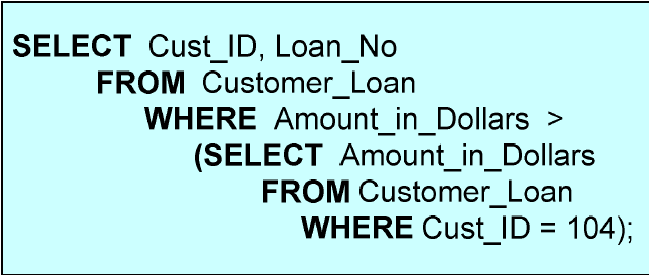 SELECT Cust_ID, Loan_No
FROM Customer_Loan
WHERE Amount_in_Dollars >
(SELECT Amount_in_Dollars
FROM Customer_Loan
WHERE Cust_ID = 104);